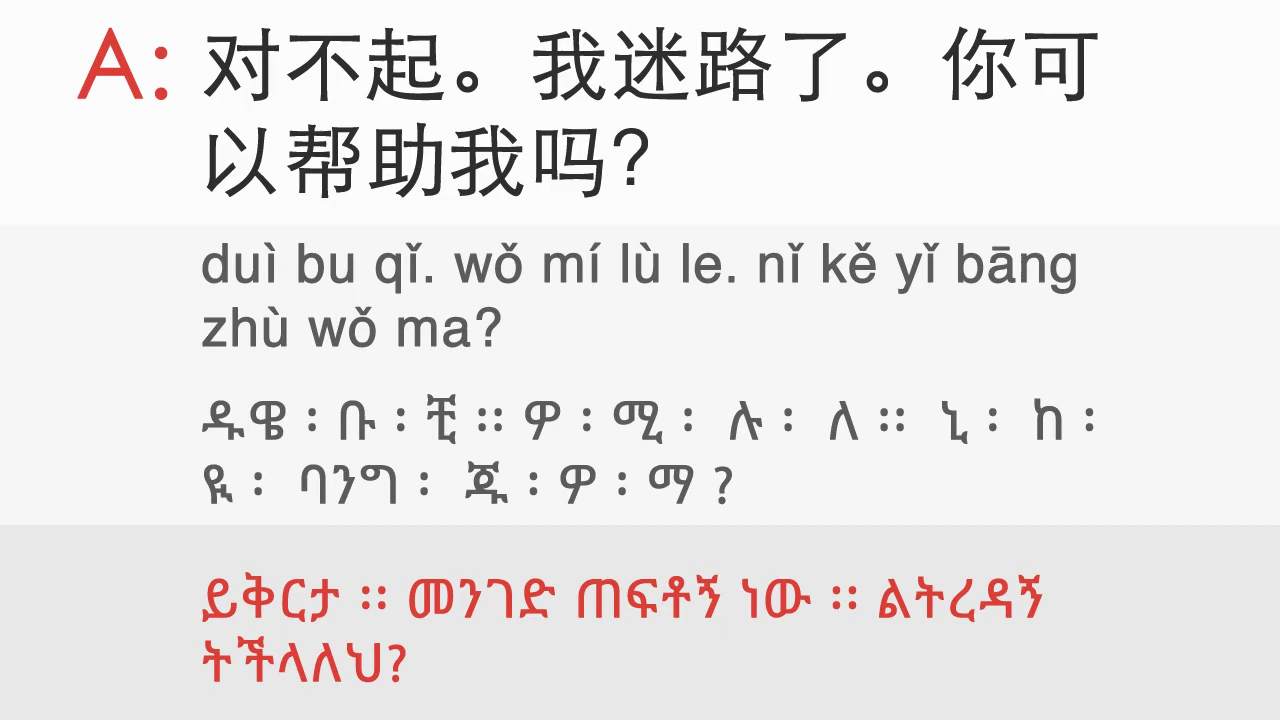 A: 对不起。我迷路了。你可
以帮助我吗?
duì bu qǐ. wǒ mí lù le. nǐ kě yǐ bāng
zhù wǒ ma?
ዱዌ ፡ ቡ ፡ ቺ ፡፡ ዎ ፡ ሚ ፡ ሉ ፡ ለ ፡፡ ኒ ፡ ከ ፡
ዪ ፡ ባንግ ፡ ጁ ፡ ዎ ፡ ማ ?
ይቅርታ ፡፡ መንገድ ጠፍቶኝ ነው ፡፡ ልትረዳኝ
ትችላለህ?